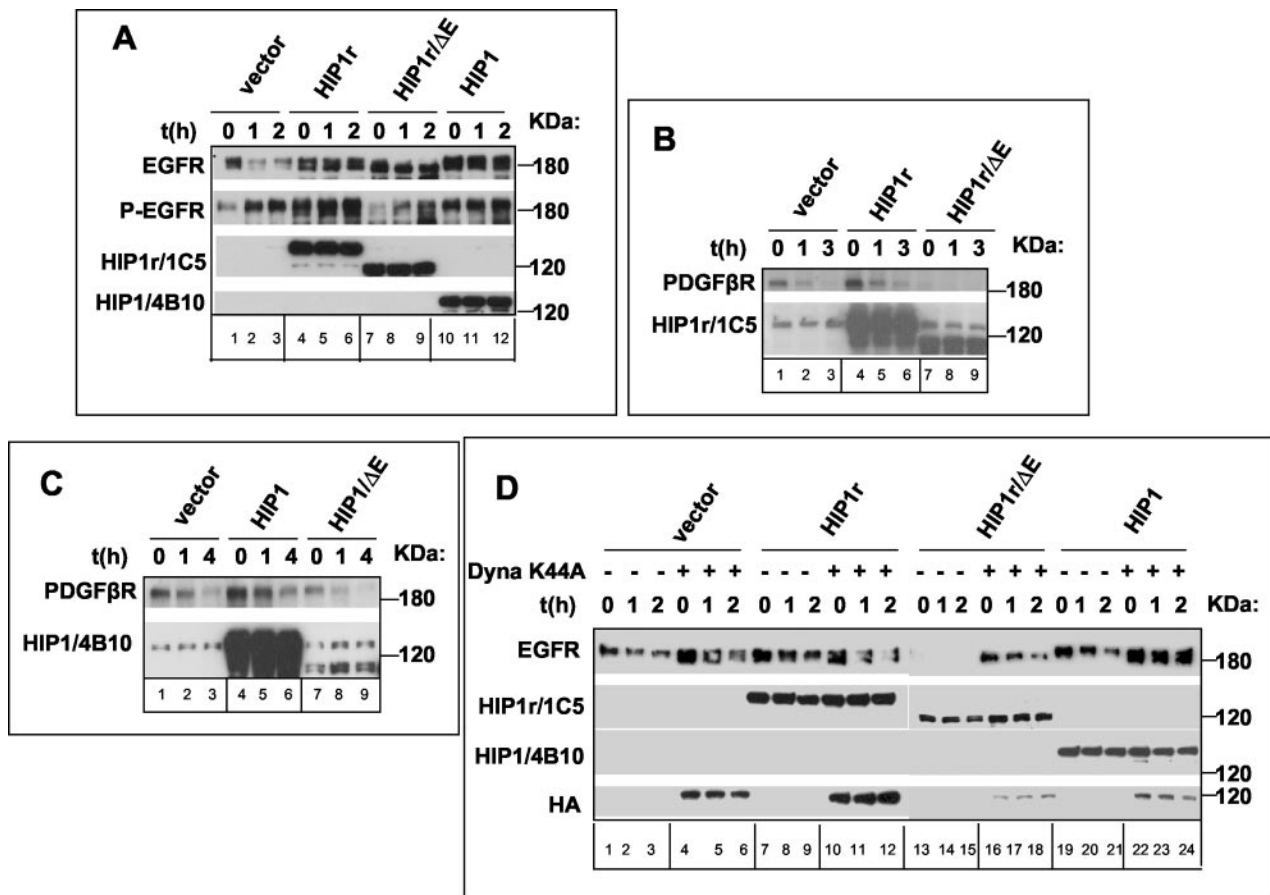 A
vector HIP1r HIP1r/ΔE HIP1
t(h) 0 1 2 0 1 2 0 1 2 0 1 2 KDa:
EGFR 180
P-EGFR 180
HIP1r/1C5 120
HIP1/4B10 120
1 2 3 4 5 6 7 8 9 10 11 12
B
vector HIP1r HIP1r/ΔE
t(h) 0 1 3 0 1 3 0 1 3 KDa:
PDGFβR 180
HIP1r/1C5 120
1 2 3 4 5 6 7 8 9
C
vector HIP1 HIP1/ΔE
t(h) 0 1 4 0 1 4 0 1 4 KDa:
PDGFβR 180
HIP1/4B10 120
1 2 3 4 5 6 7 8 9
D
vector HIP1r HIP1r/ΔE HIP1
Dyna K44A - - - + + + - - - + + + - - - + + + - - - + + +
t(h) 0 1 2 0 1 2 0 1 2 0 1 2 0 1 2 0 1 2 0 1 2 0 1 2 KDa:
EGFR 180
HIP1r/1C5 120
HIP1/4B10 120
HA 120
1 2 3 4 5 6 7 8 9 10 11 12 13 14 15 16 17 18 19 20 21 22 23 24